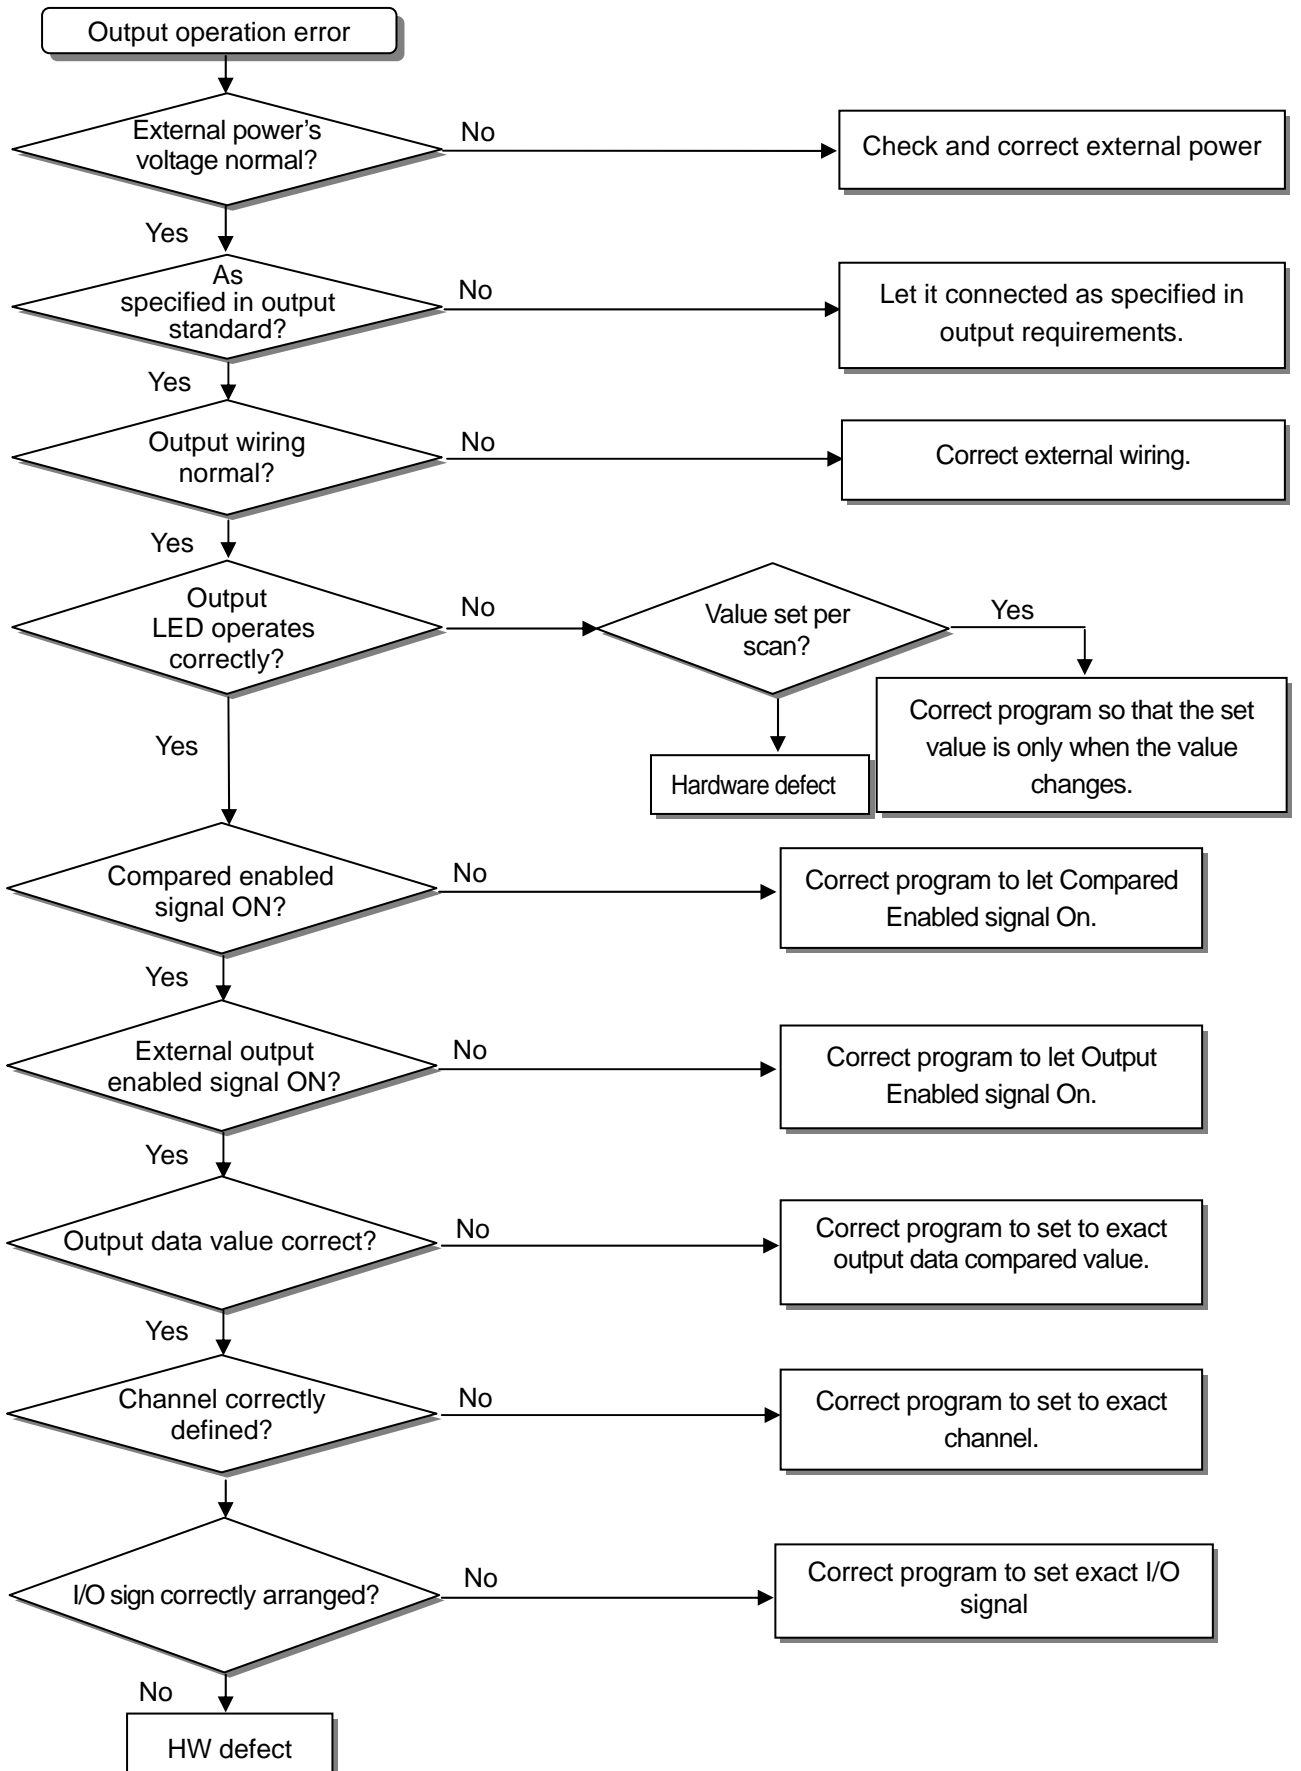 Output operation error
External power's
voltage normal?
No
Check and correct external power
Yes
As
specified in output
standard?
No
Let it connected as specified in
output requirements.
Yes
Output wiring
normal?
No
Correct external wiring.
Yes
Output
LED operates
correctly?
No
Value set per
scan?
Yes
Correct program so that the set
value is only when the value
changes.
Hardware defect
Yes
Compared enabled
signal ON?
No
Correct program to let Compared
Enabled signal On.
Yes
External output
enabled signal ON?
No
Correct program to let Output
Enabled signal On.
Yes
Output data value correct?
No
Correct program to set to exact
output data compared value.
Yes
Channel correctly
defined?
No
Correct program to set to exact
channel.
I/O sign correctly arranged?
No
Correct program to set exact I/O
signal
No
HW defect